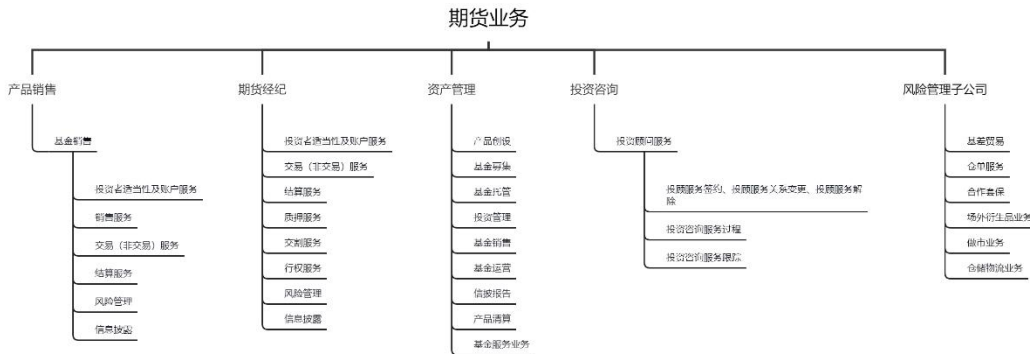 期货业务
产品销售
基金销售
投资者适当性及账户服务
销售服务
交易（非交易）服务
结算服务
风险管理
信息披露
期货经纪
投资者适当性及账户服务
交易（非交易）服务
结算服务
质押服务
交割服务
行权服务
风险管理
信息披露
资产管理
产品创设
基金募集
基金托管
投资管理
基金销售
基金运营
信披报告
产品清算
基金服务业务
投资咨询
投资顾问服务
投顾服务签约、投顾服务关系变更、投顾服务解
除
投资咨询服务过程
投资咨询服务跟踪
风险管理子公司
基差贸易
仓单服务
合作套保
场外衍生品业务
做市业务
仓储物流业务